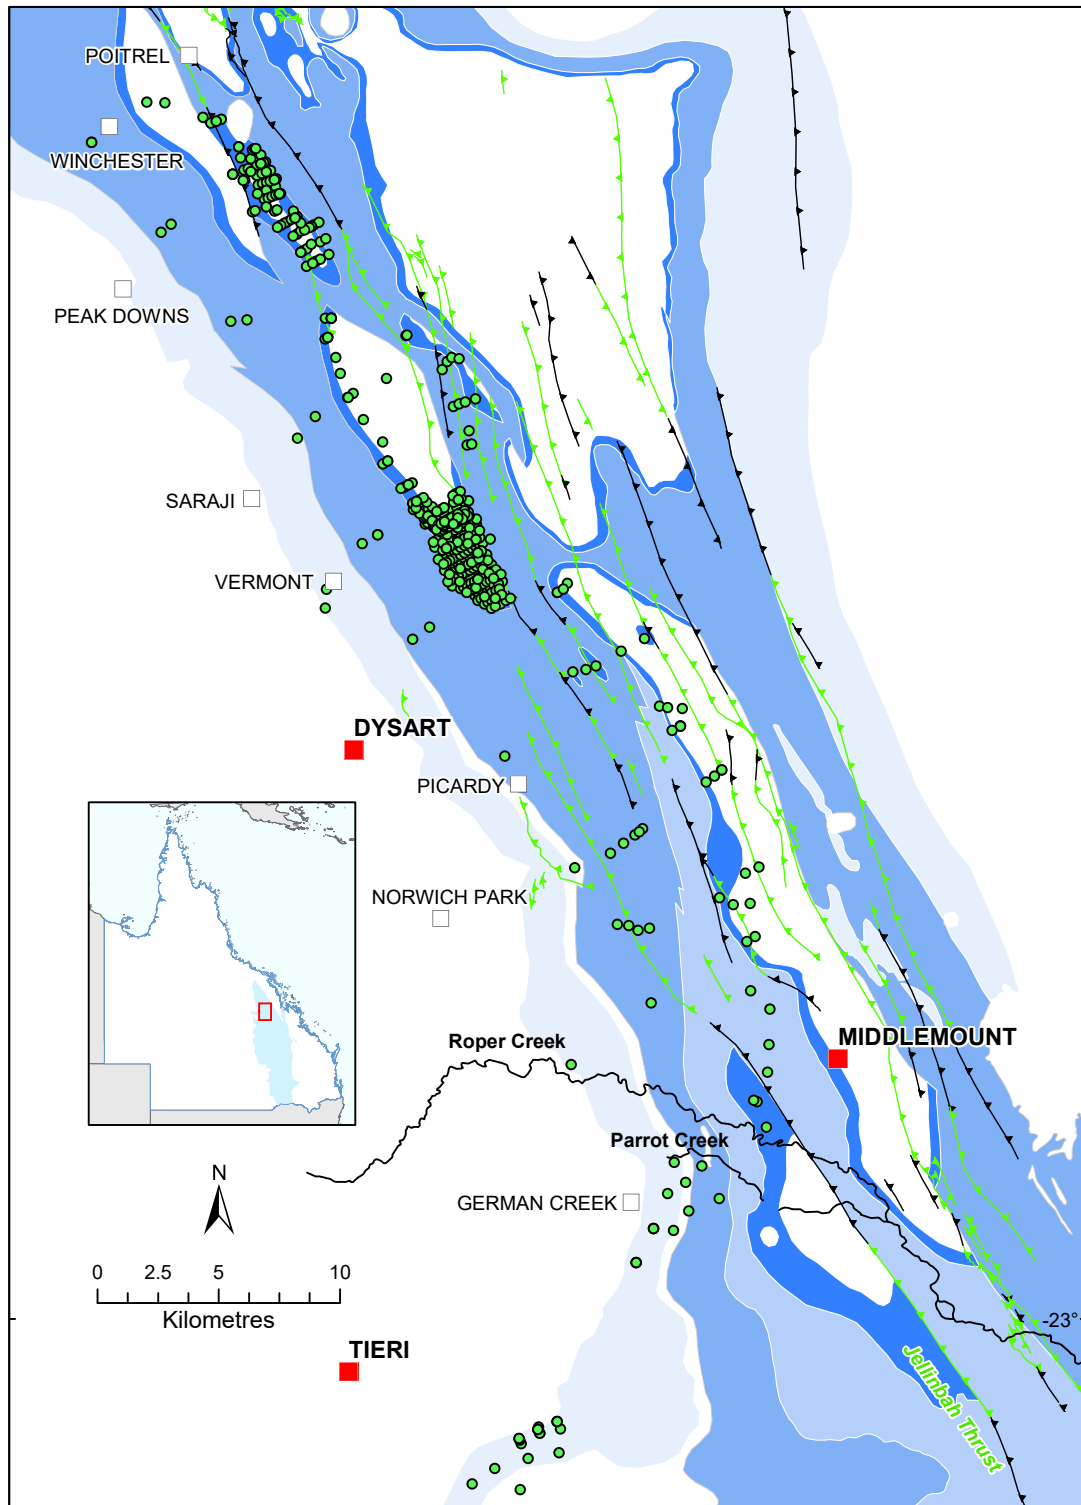 POITREL
WINCHESTER
PEAK DOWNS
SARAJI
VERMONT
DYSART
PICARDY
NORWICH PARK
MIDDLEMOUNT
Roper Creek
Parrot Creek
N
GERMAN CREEK
0 2.5 5 10
Kilometres
-23°
TIERI
Jellinbah Thrust